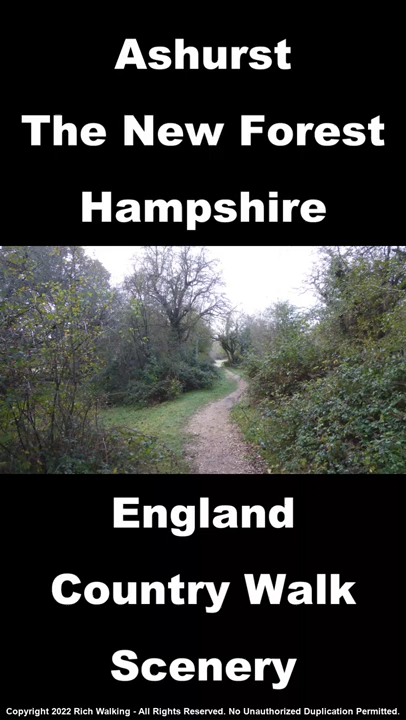 Ashurst
The New Forest
Hampshire
England
Country Walk
Scenery
Copyright 2022 Rich Walking - All Rights Reserved. No Unauthorized Duplication Permitted.